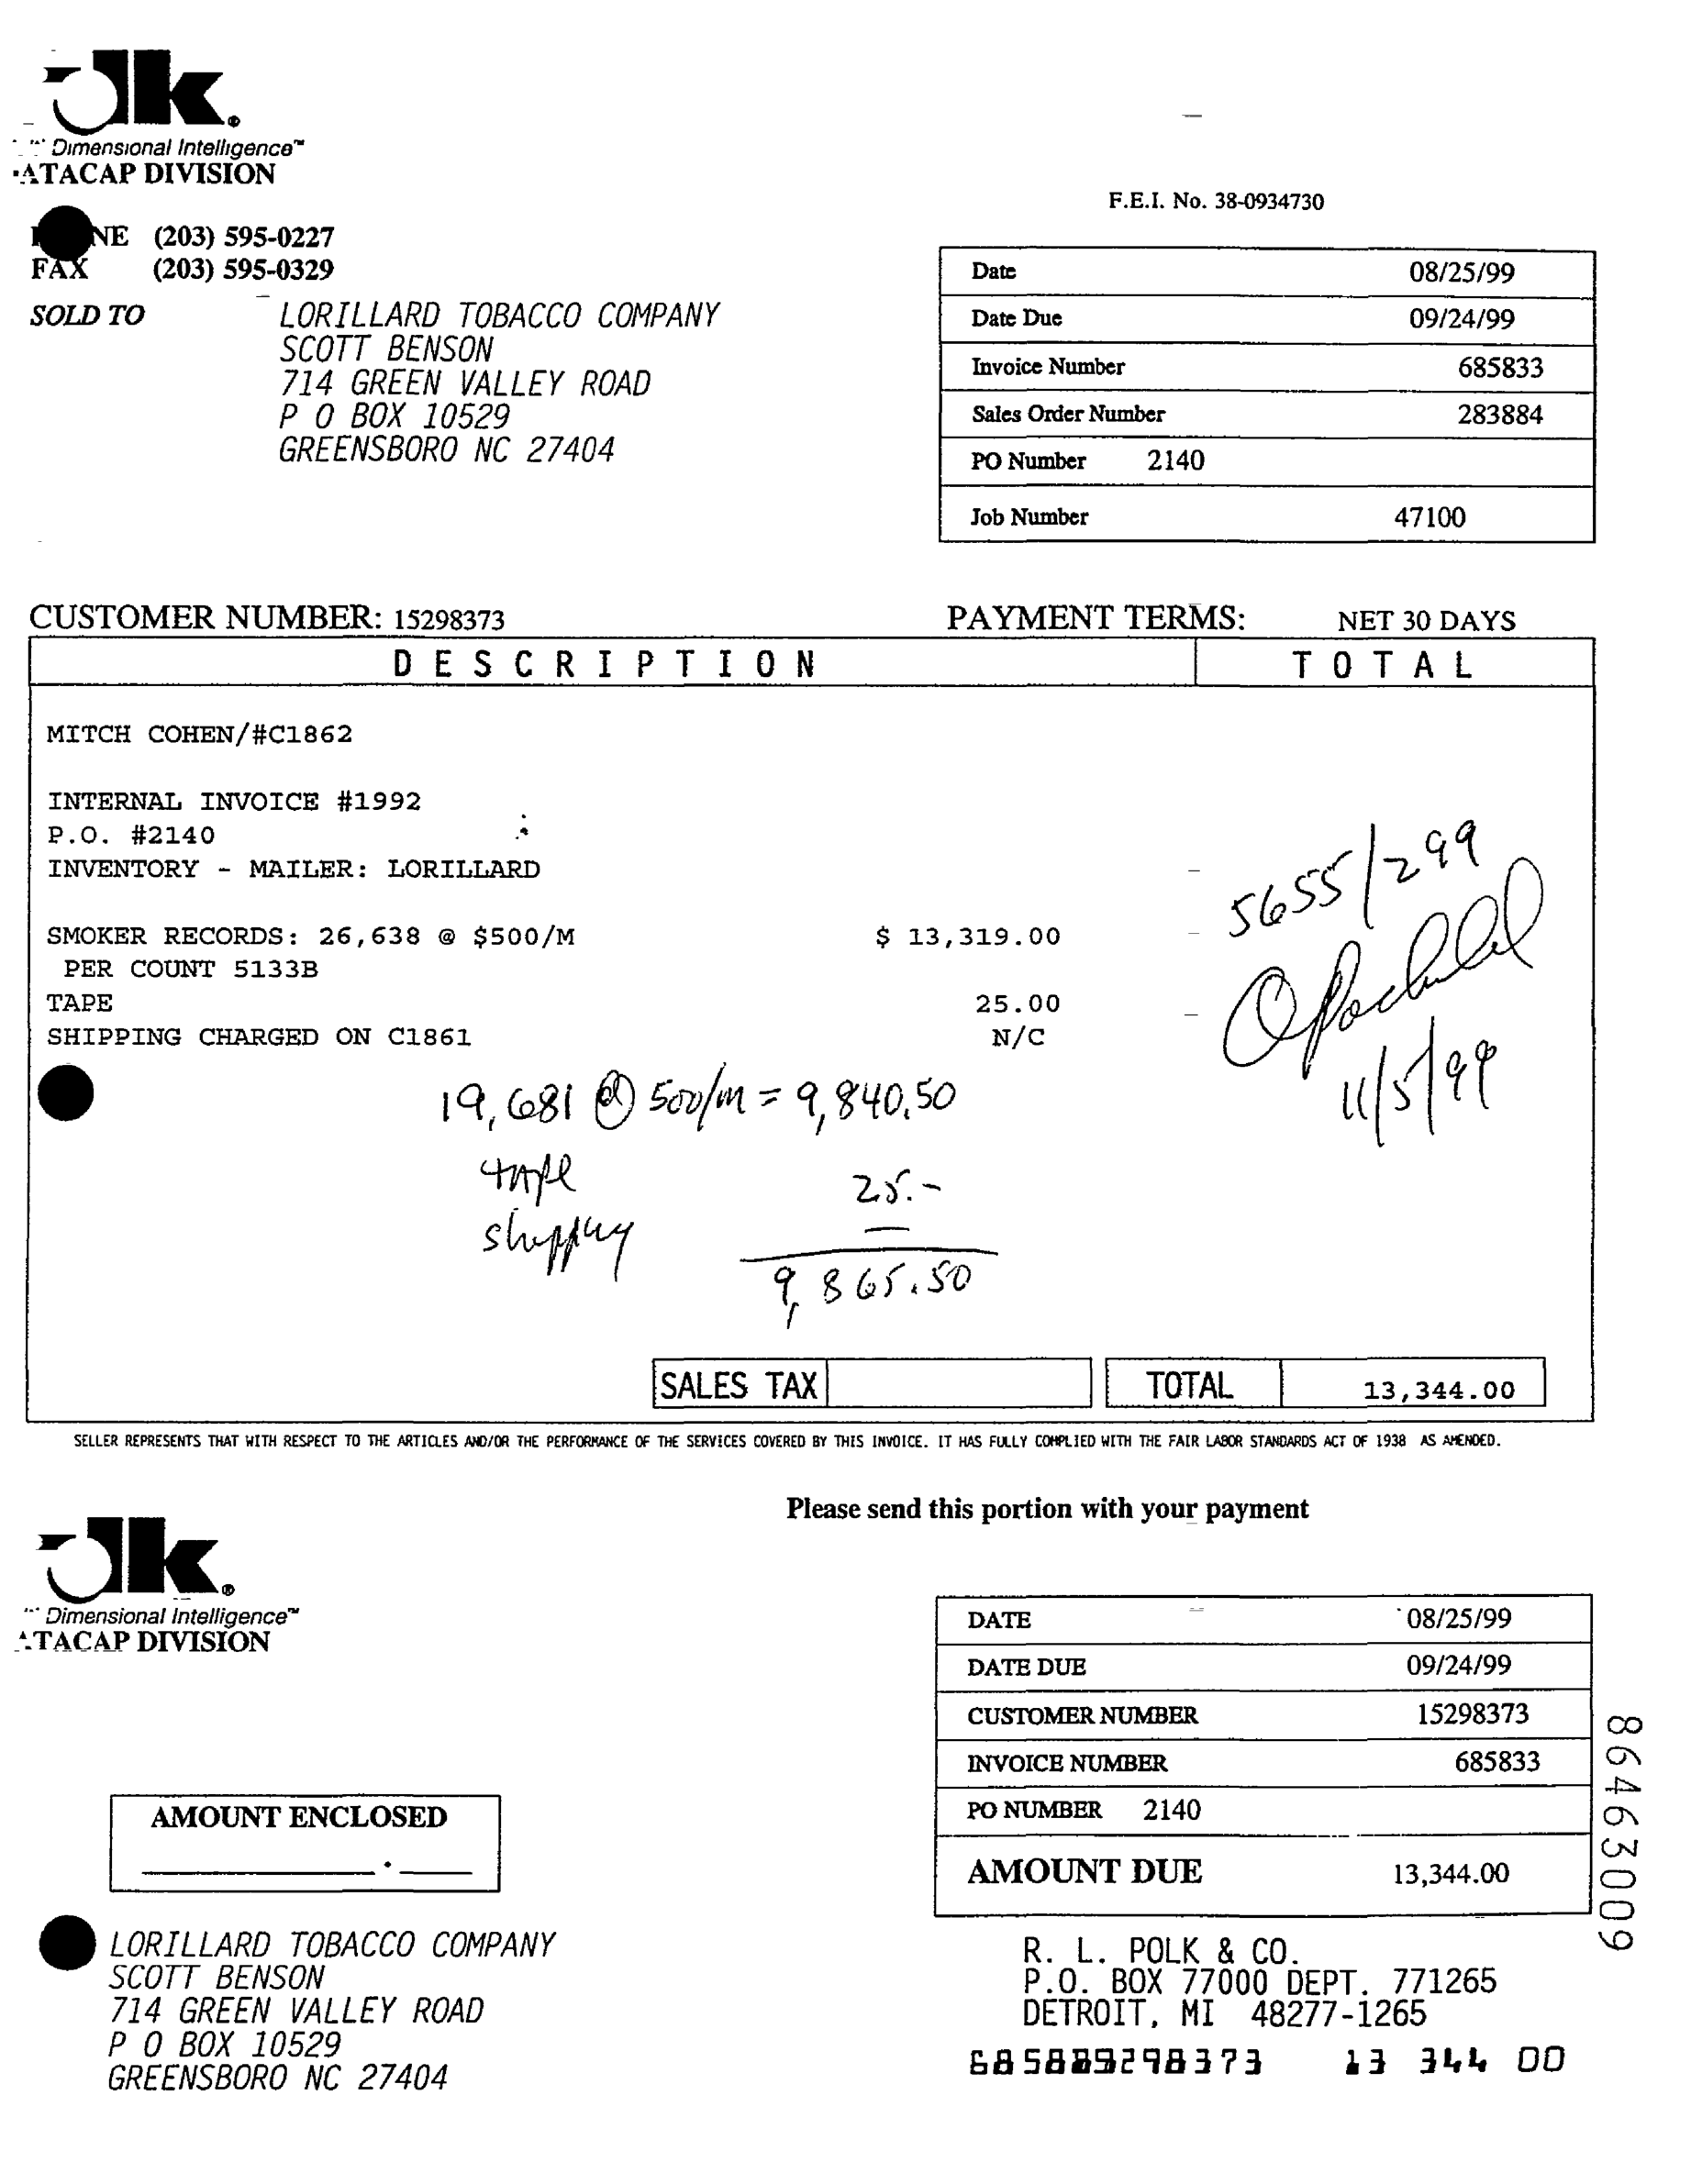 k®
Dimensional Intelligence™
ATACAP DIVISION
F.E.I. No. 38-0934730
NE (203) 595-0227
FAX (203) 595-0329
SOLD TO LORILLARD TOBACCO COMPANY
SCOTT BENSON
714 GREEN VALLEY ROAD
P O BOX 10529
GREENSBORO NC 27404
Date 08/25/99
Date Due 09/24/99
Invoice Number 685833
Sales Order Number 283884
PO Number 2140
Job Number 47100
CUSTOMER NUMBER: 15298373 PAYMENT TERMS: NET 30 DAYS
DESCRIPTION TOTAL
MITCH COHEN/#C1862
INTERNAL INVOICE #1992
P.O. #2140
INVENTORY - MAILER: LORILLARD
5655/299
SMOKER RECORDS: 26,638 @ $500/M $ 13,319.00
PER COUNT 5133B
TAPE 25.00
SHIPPING CHARGED ON C1861 N/C
11/5/99
19,681 @ 500/m = 9,840.50
tape 25.-
shipping —
9,865.50
SALES TAX TOTAL 13,344.00
SELLER REPRESENTS THAT WITH RESPECT TO THE ARTICLES AND/OR THE PERFORMANCE OF THE SERVICES COVERED BY THIS INVOICE. IT HAS FULLY COMPLIED WITH THE FAIR LABOR STANDARDS ACT OF 1938 AS AMENDED.
Please send this portion with your payment
k®
Dimensional Intelligence™
ATACAP DIVISION
DATE 08/25/99
DATE DUE 09/24/99
CUSTOMER NUMBER 15298373
INVOICE NUMBER 685833
PO NUMBER 2140
AMOUNT DUE 13,344.00
AMOUNT ENCLOSED
86463009
LORILLARD TOBACCO COMPANY
SCOTT BENSON
714 GREEN VALLEY ROAD
P O BOX 10529
GREENSBORO NC 27404
R. L. POLK & CO.
P.O. BOX 77000 DEPT. 771265
DETROIT, MI 48277-1265
13 344 00